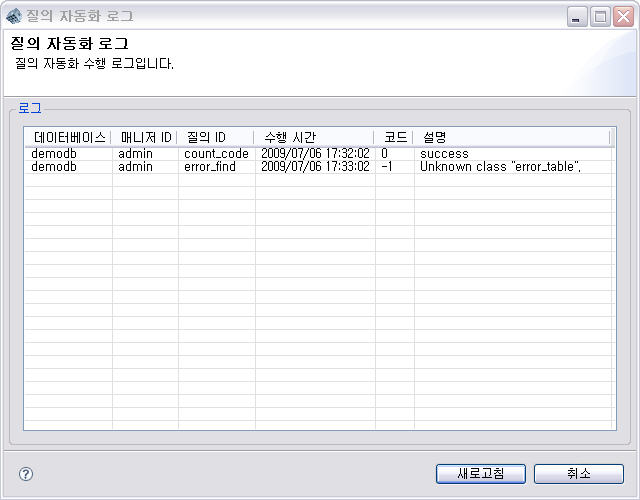 질의 자동화 로그
질의 자동화 로그
질의 자동화 수행 로그입니다.
로그
데이터베이스 매니저 ID 질의 ID 수행 시간 코드 설명
demodb admin count_code 2009/07/06 17:32:02 0 success
demodb admin error_find 2009/07/06 17:33:02 -1 Unknown class "error_table".
새로고침 취소